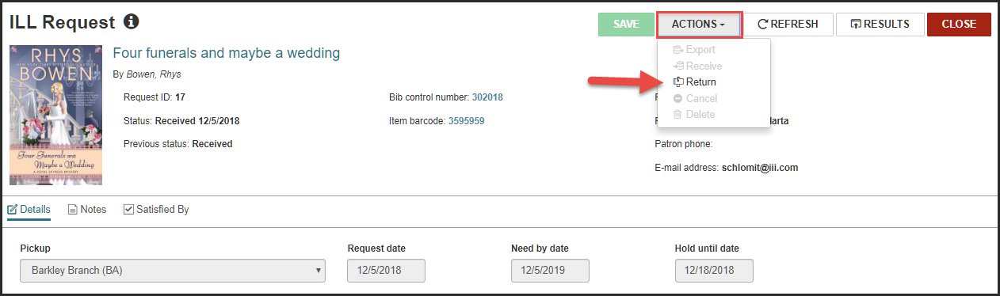 ILL Request
SAVE
ACTIONS
REFRESH
RESULTS
CLOSE
Export
Receive
Return
Cancel
Delete
RHYS
BOWEN
Four Funerals and
Maybe a Wedding
A ROYAL SPYNESS MYSTERY
Four funerals and maybe a wedding
By Bowen, Rhys
Request ID: 17
Bib control number: 302018
Status: Received 12/5/2018
Item barcode: 3595959
Previous status: Received
Patron phone:
E-mail address: schlomit@iii.com
Details
Notes
Satisfied By
Pickup
Request date
Need by date
Hold until date
Barkley Branch (BA)
12/5/2018
12/5/2019
12/18/2018